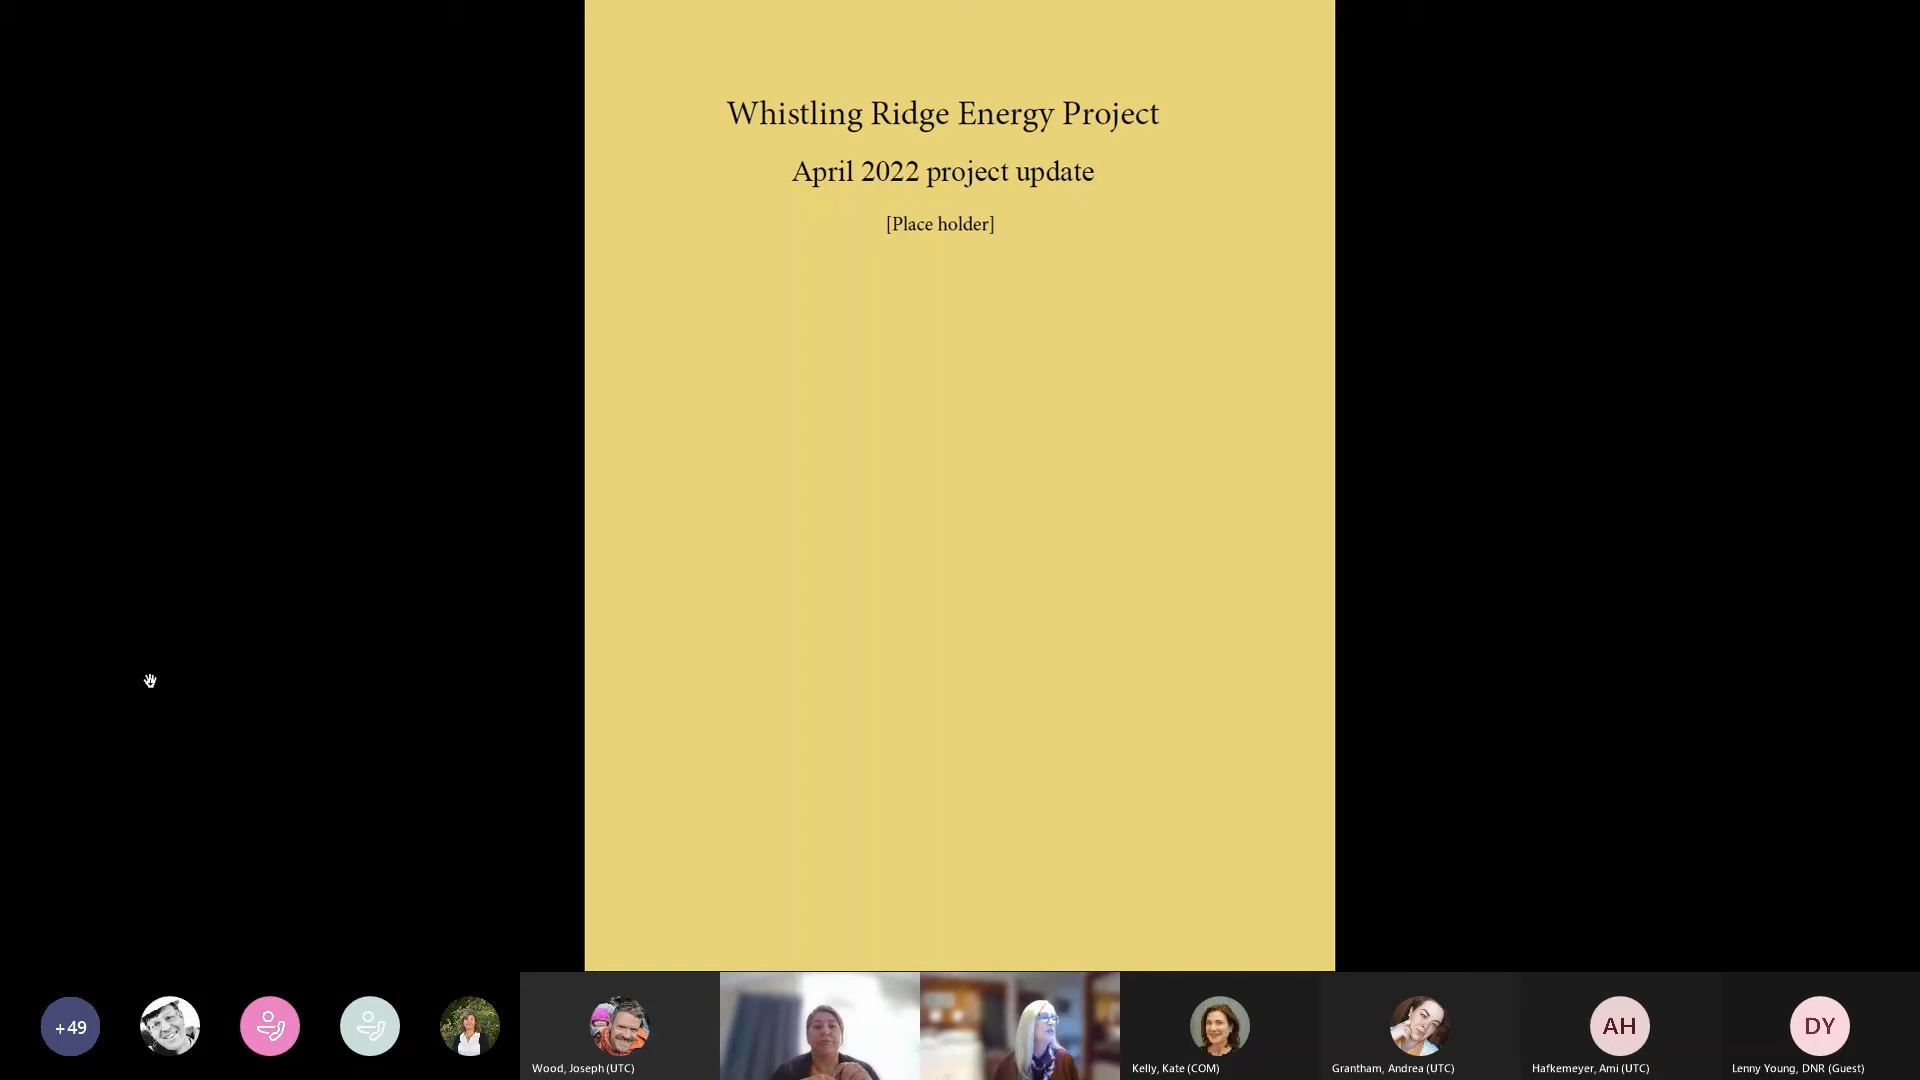 Whistling Ridge Energy Project
April 2022 project update
[Place holder]
+49
Wood, Joseph (UTC)
Kelly, Kate (COM)
Grantham, Andrea (UTC)
AH
Hafkemeyer, Ami (UTC)
DY
Lenny Young, DNR (Guest)